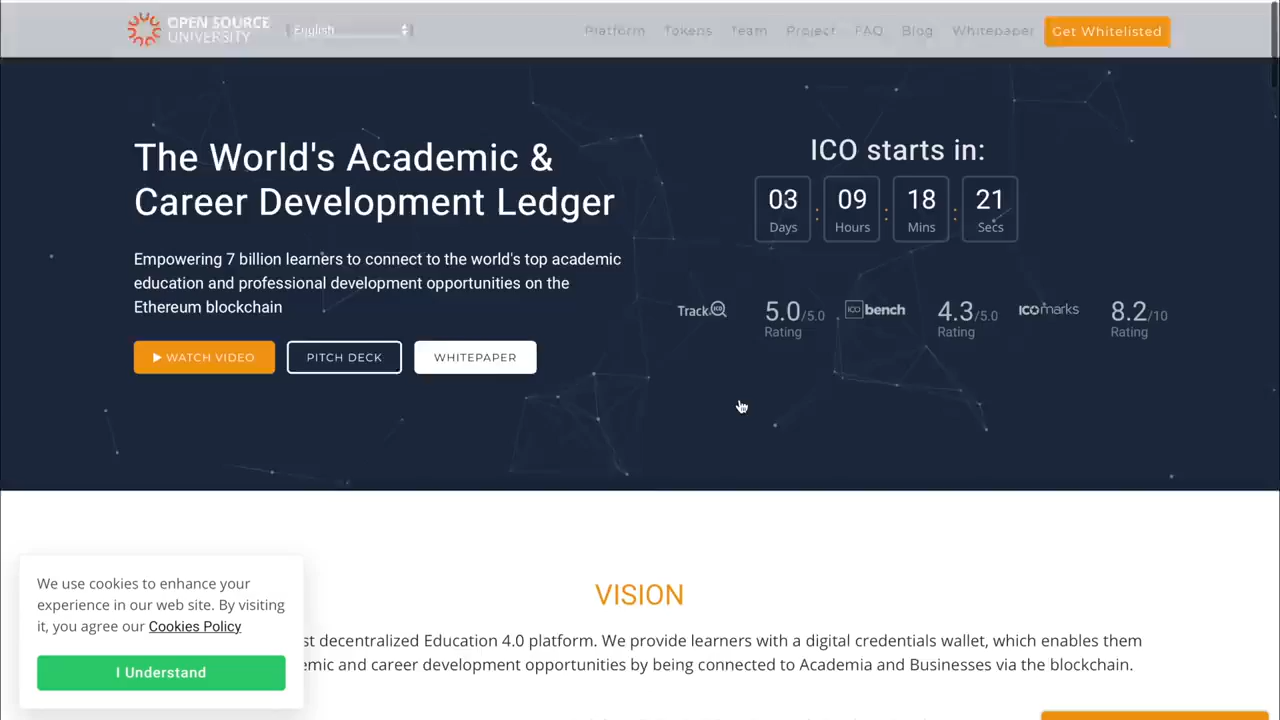 OPEN SOURCE
UNIVERSITY
English
Platform Tokens Team Project FAQ Blog Whitepaper Get Whitelisted
The World's Academic &
Career Development Ledger
Empowering 7 billion learners to connect to the world's top academic
education and professional development opportunities on the
Ethereum blockchain
WATCH VIDEO PITCH DECK WHITEPAPER
ICO starts in:
03 : 09 : 18 : 21
Days Hours Mins Secs
Track ICO 5.0/5.0 ICO bench 4.3/5.0 ICOmarks 8.2/10
Rating Rating Rating
VISION
st decentralized Education 4.0 platform. We provide learners with a digital credentials wallet, which enables them
emic and career development opportunities by being connected to Academia and Businesses via the blockchain.
We use cookies to enhance your
experience in our web site. By visiting
it, you agree our Cookies Policy
I Understand